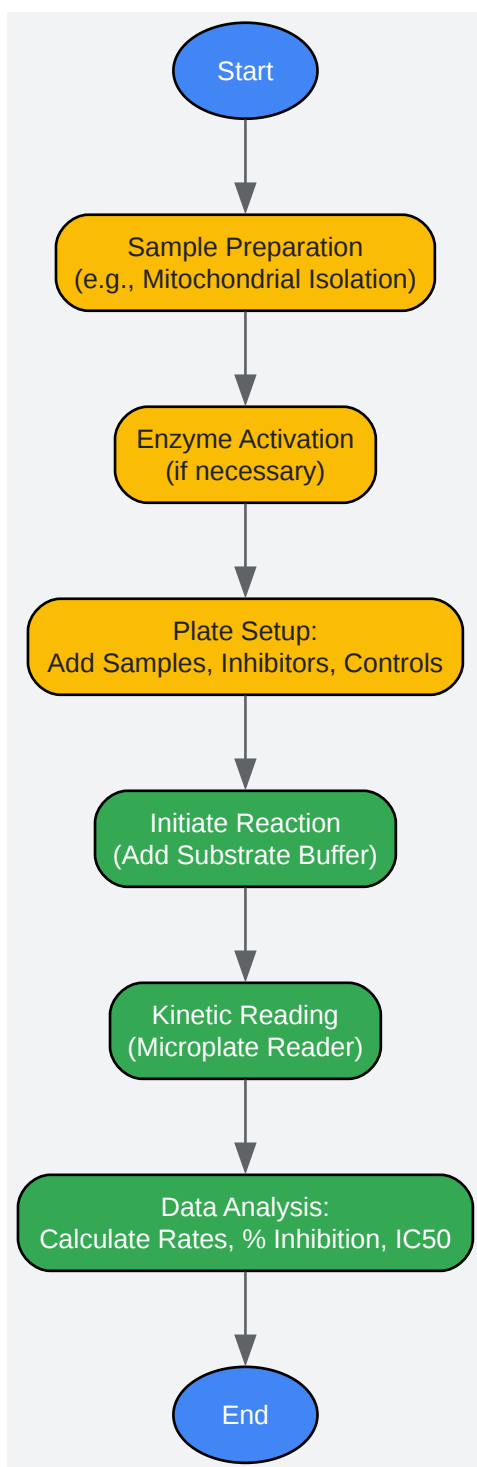 Start
Sample Preparation
(e.g., Mitochondrial Isolation)
Enzyme Activation
(if necessary)
Plate Setup:
Add Samples, Inhibitors, Controls
Initiate Reaction
(Add Substrate Buffer)
Kinetic Reading
(Microplate Reader)
Data Analysis:
Calculate Rates, % Inhibition, IC50
End